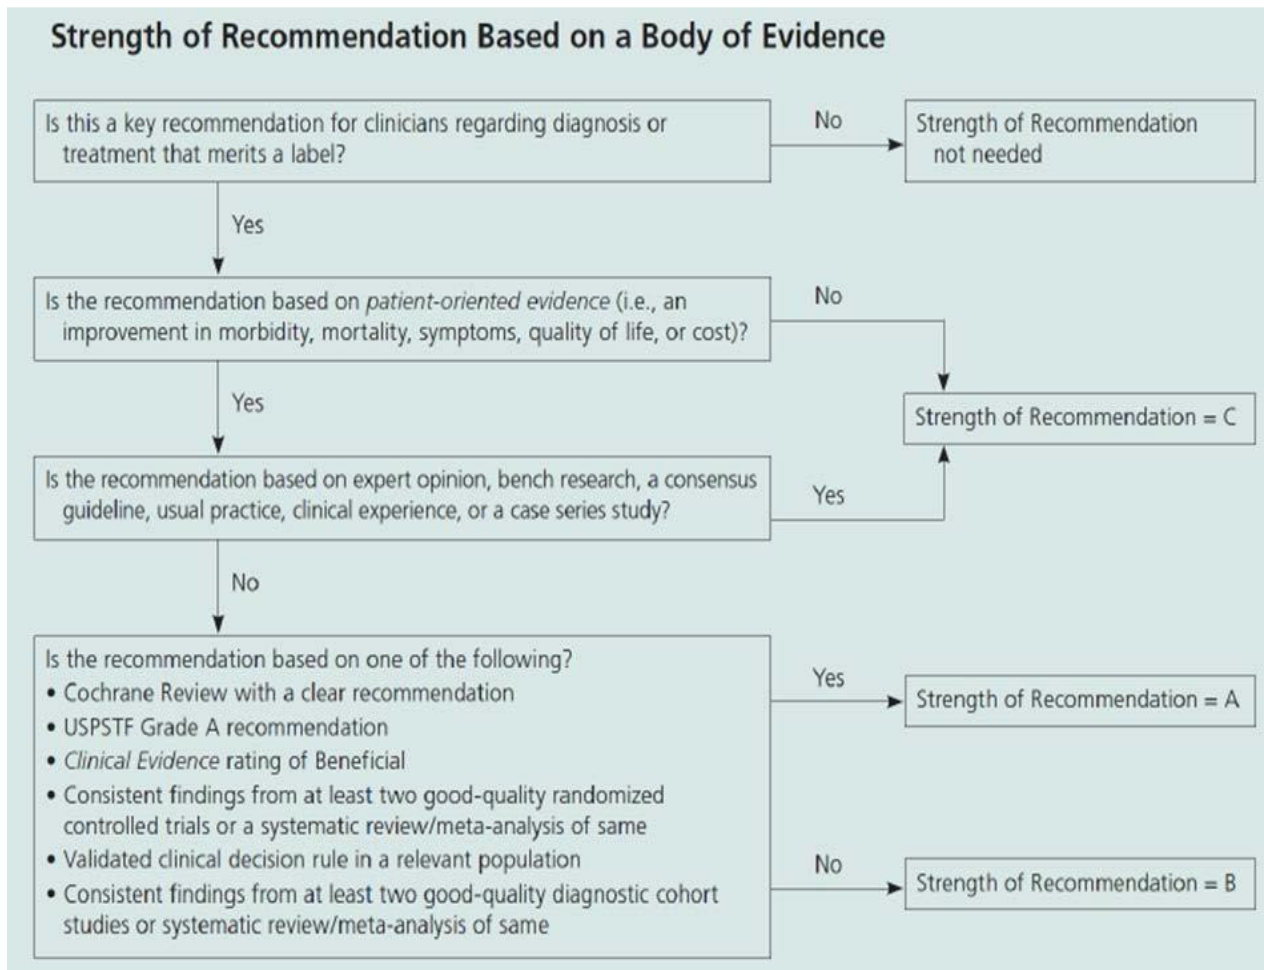 Strength of Recommendation Based on a Body of Evidence
Is this a key recommendation for clinicians regarding diagnosis or
treatment that merits a label?
No
Strength of Recommendation
not needed
Yes
Is the recommendation based on patient-oriented evidence (i.e., an
improvement in morbidity, mortality, symptoms, quality of life, or cost)?
No
Yes
Strength of Recommendation = C
Is the recommendation based on expert opinion, bench research, a consensus
guideline, usual practice, clinical experience, or a case series study?
Yes
No
Is the recommendation based on one of the following?
• Cochrane Review with a clear recommendation
• USPSTF Grade A recommendation
• Clinical Evidence rating of Beneficial
• Consistent findings from at least two good-quality randomized
controlled trials or a systematic review/meta-analysis of same
• Validated clinical decision rule in a relevant population
• Consistent findings from at least two good-quality diagnostic cohort
studies or systematic review/meta-analysis of same
Yes
Strength of Recommendation = A
No
Strength of Recommendation = B